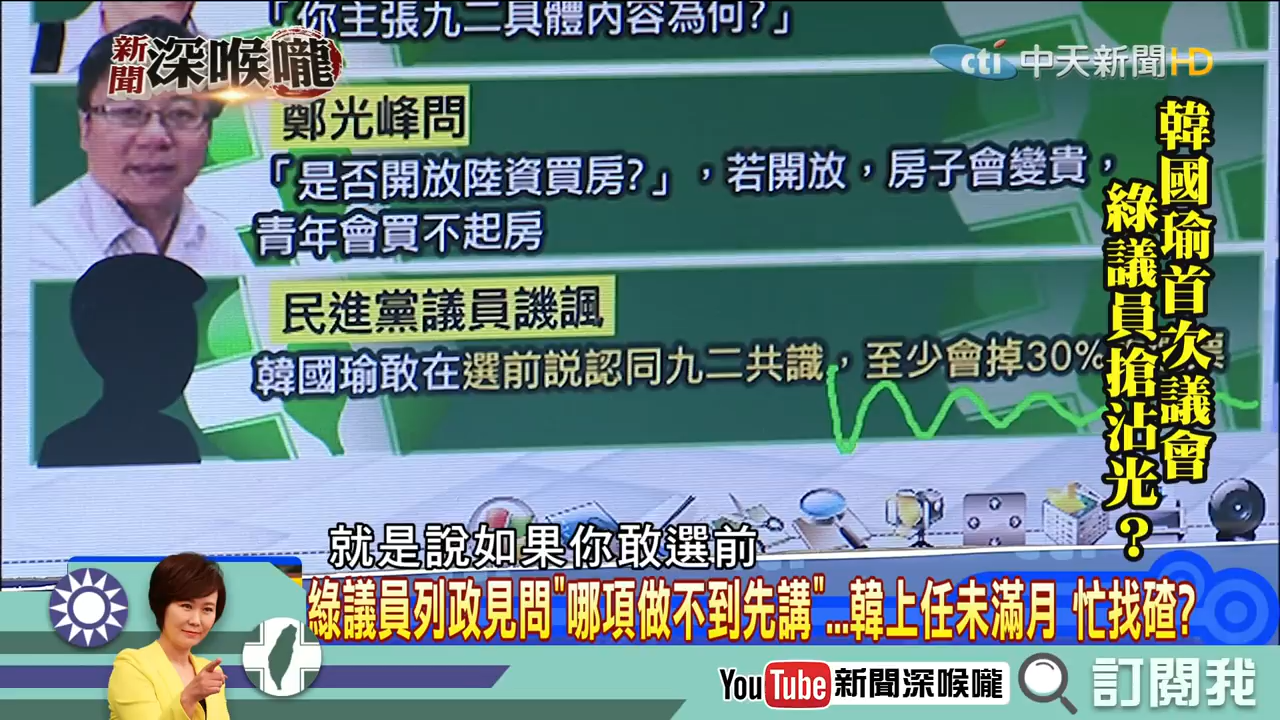 「你主張九二具體內容為何?」
新聞深喉嚨
cti中天新聞HD
鄭光峰問
「是否開放陸資買房?」，若開放，房子會變貴，
青年會買不起房
民進黨議員譏諷
韓國瑜敢在選前說認同九二共識，至少會掉30%
韓國瑜首次議會
綠議員搶沾光？
就是說如果你敢選前
綠議員列政見問"哪項做不到先講"...韓上任未滿月 忙找碴?
YouTube新聞深喉嚨
訂閱我